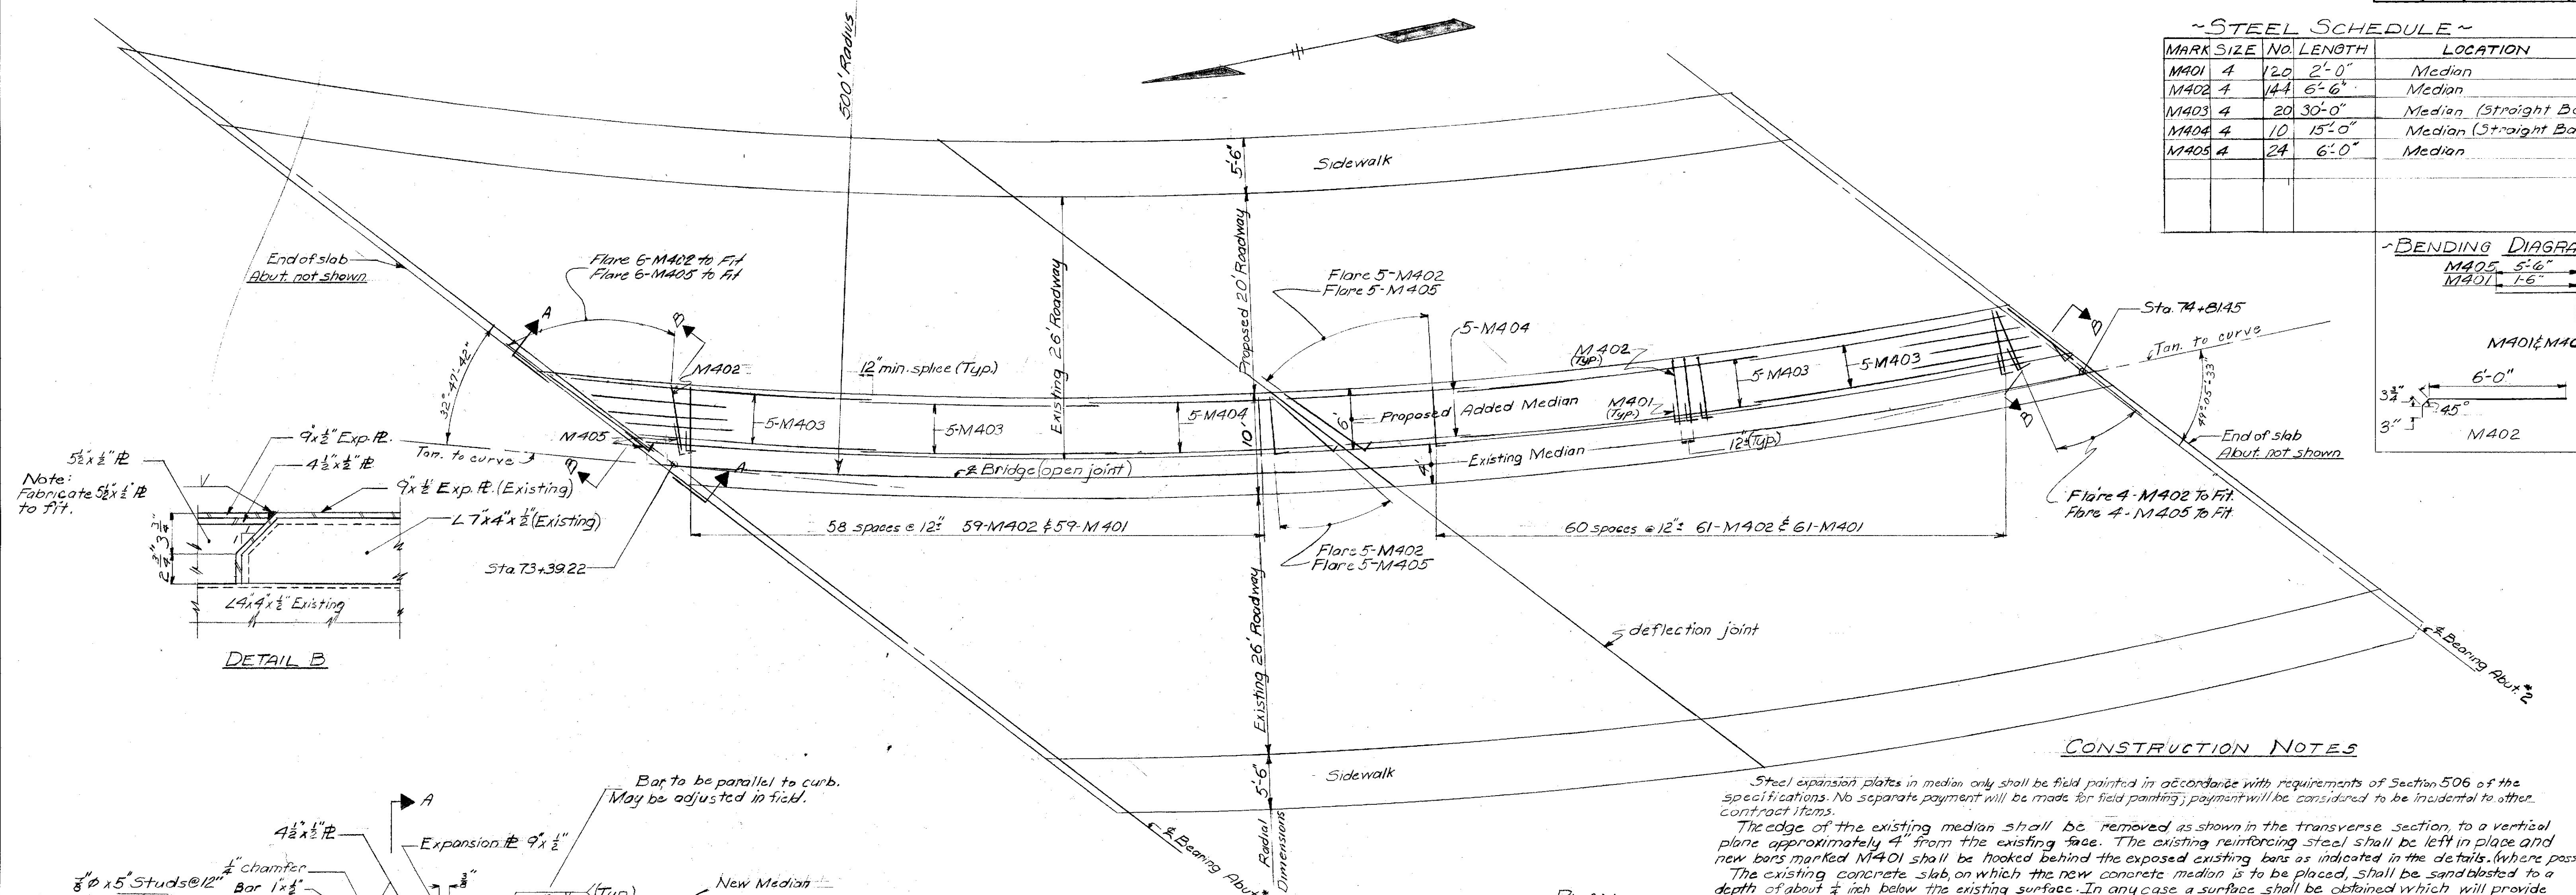 500' Radius
~STEEL SCHEDULE~
MARK SIZE NO. LENGTH LOCATION
M401 4 120 2'-0" Median
M402 4 144 6'-6" Median
M403 4 20 30'-0" Median (Straight
M404 4 10 15'-0" Median (Straight
M405 4 24 6'-0" Median
~BENDING
M405 5'-6"
M401 1'-6"
6'-0"
3¾"
45°
3"
M402
5'-6"
Sidewalk
End of slab
Abut. not shown
Flare 6-M402 to Fit
Flare 6-M405 to Fit
Existing 26' Roadway
Proposed 20' Roadway
Flare 5-M402
Flare 5-M405
A
B
M402
12" min. splice (Typ.)
5-M404
M402
(Typ.)
5-M403
5-M403
Sta. 74+81.45
Tan. to curve
32°-47'-42"
5-M403
5-M403
5-M404
10'
6'
Proposed Added Median
M401
(Typ.)
12"± (Typ.)
B
M405
Tan. to curve
B
A
℄ Bridge (open joint)
Existing Median
4'
End of slab
Abut. not shown
Flare 4-M402 To Fit.
Flare 4-M405 To Fit
58 spaces @ 12"± 59-M402 & 59-M401
60 spaces @ 12"± 61-M402 & 61-M401
Flare 5-M402
Flare 5-M405
Sta. 73+39.22
Existing 26' Roadway
deflection joint
℄ Bearing Abut. #2
Note:
Fabricate 5½"x½" ℙ
to fit.
5½"x½" ℙ
9"x½" Exp. ℙ.
4½"x½" ℙ
9"x½" Exp. ℙ. (Existing)
L7"x4"x½" (Existing)
L4"x4"x½" Existing
DETAIL B
5'-6"
Sidewalk
Radial
Dimensions
℄ Bearing
Bar, to be parallel to curb.
May be adjusted in field.
A
4½"x½" ℙ
Expansion ℙ 9"x½"
¼" chamfer
⅜"
⅞"φ x 5" Studs @ 12"
Bar 1"x½"
(Typ.)
New Median
CONSTRUCTION NOTES
Steel expansion plates in median only shall be field painted in accordance with requirements of Section 506 of the
specifications. No separate payment will be made for field painting; payment will be considered to be incidental to other
contract items.
The edge of the existing median shall be removed as shown in the transverse section, to a vertical
plane approximately 4" from the existing face. The existing reinforcing steel shall be left in place and
new bars marked M401 shall be hooked behind the exposed existing bars as indicated in the details. (where
The existing concrete slab, on which the new concrete median is to be placed, shall be sandblasted to a
depth of about ¼ inch below the existing surface. In any case a surface shall be obtained which will provide